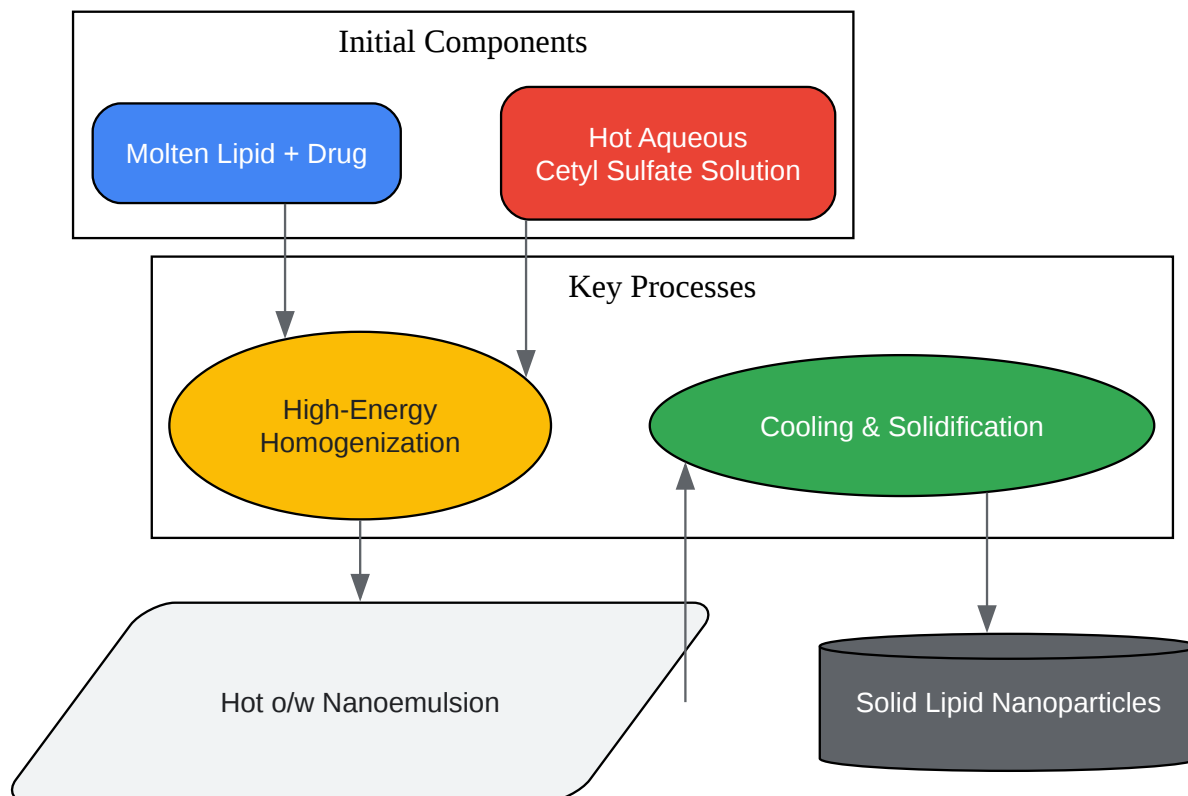 Initial Components
Molten Lipid + Drug
Hot Aqueous
Cetyl Sulfate Solution
Key Processes
High-Energy
Homogenization
Cooling & Solidification
Hot o/w Nanoemulsion
Solid Lipid Nanoparticles